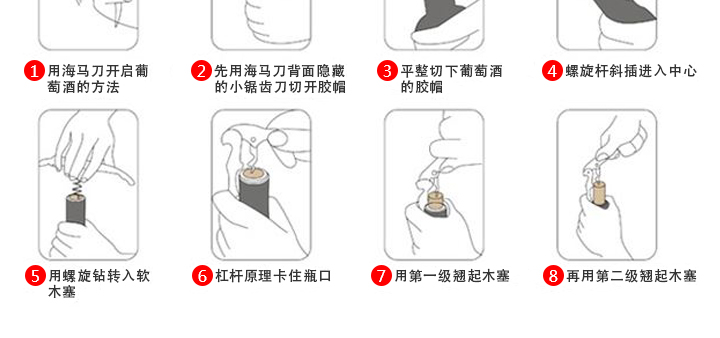 1 用海马刀开启葡
萄酒的方法
2 先用海马刀背面隐藏
的小锯齿刀切开胶帽
3 平整切下葡萄酒
的胶帽
4 螺旋杆斜插进入中心
5 用螺旋钻转入软
木塞
6 杠杆原理卡住瓶口
7 用第一级翘起木塞
8 再用第二级翘起木塞